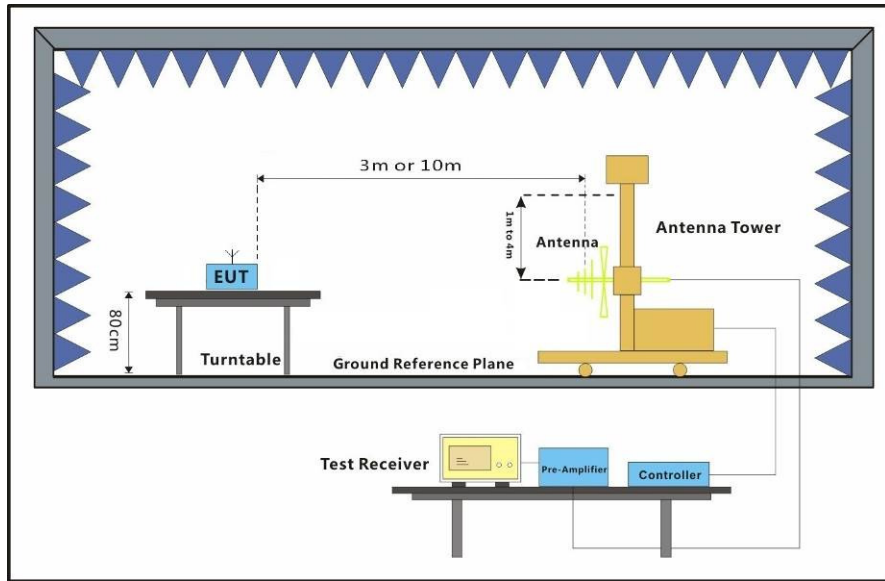 3m or 10m
1m to 4m
Antenna
Antenna Tower
EUT
80cm
Turntable
Ground Reference Plane
Test Receiver
Pre-Amplifier
Controller